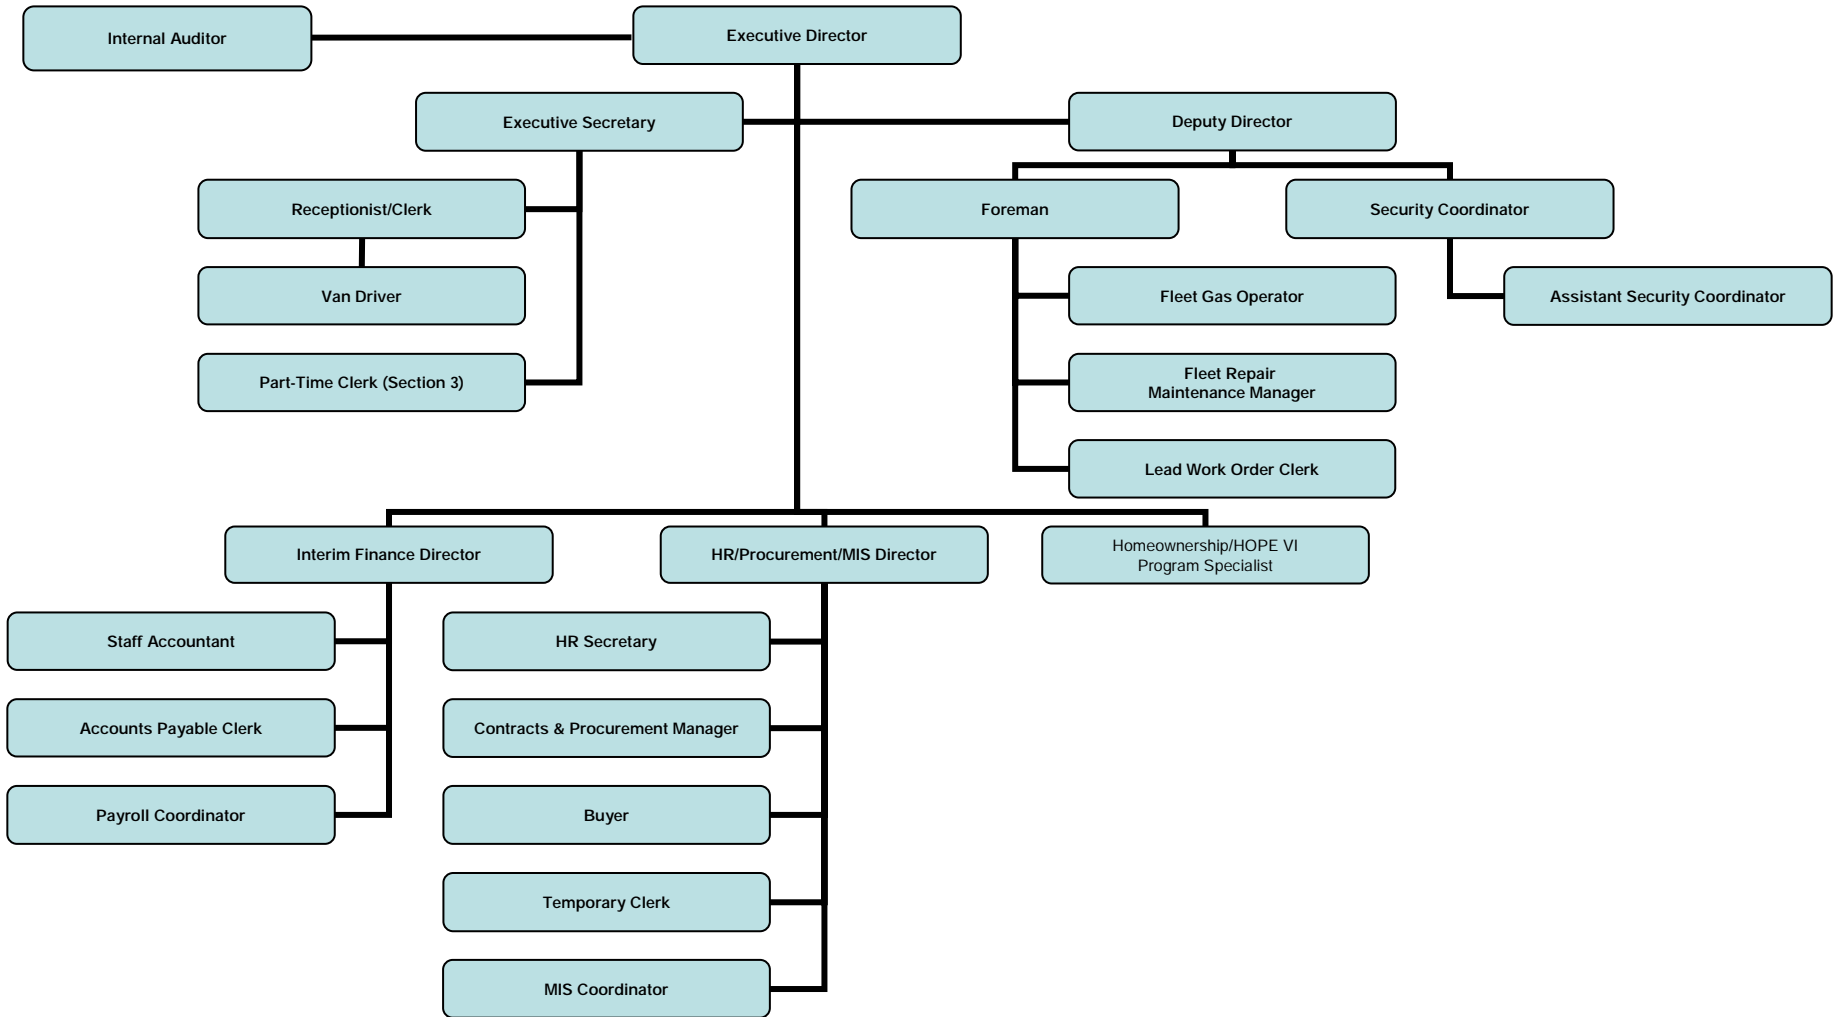 Internal Auditor
Executive Director
Executive Secretary
Deputy Director
Receptionist/Clerk
Foreman
Security Coordinator
Van Driver
Fleet Gas Operator
Assistant Security Coordinator
Part-Time Clerk (Section 3)
Fleet Repair
Maintenance Manager
Lead Work Order Clerk
Interim Finance Director
HR/Procurement/MIS Director
Homeownership/HOPE VI
Program Specialist
Staff Accountant
HR Secretary
Accounts Payable Clerk
Contracts & Procurement Manager
Payroll Coordinator
Buyer
Temporary Clerk
MIS Coordinator